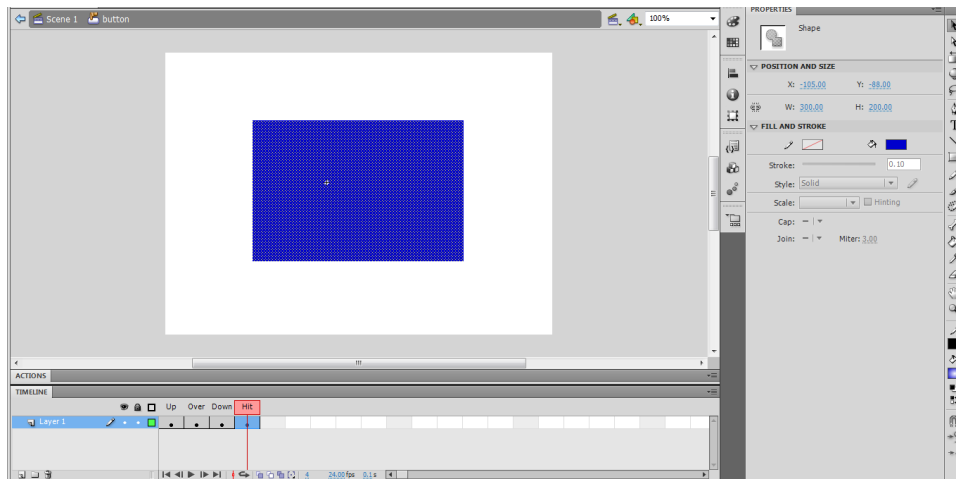 Scene 1 button 100%
PROPERTIES
Shape
POSITION AND SIZE
X: -105.00 Y: -88.00
W: 300.00 H: 200.00
FILL AND STROKE
Stroke: 0.10
Style: Solid
Scale: Hinting
Cap:
Join: Miter: 3.00
ACTIONS
TIMELINE
Up Over Down Hit
Layer 1
4 24.00 fps 0.1 s